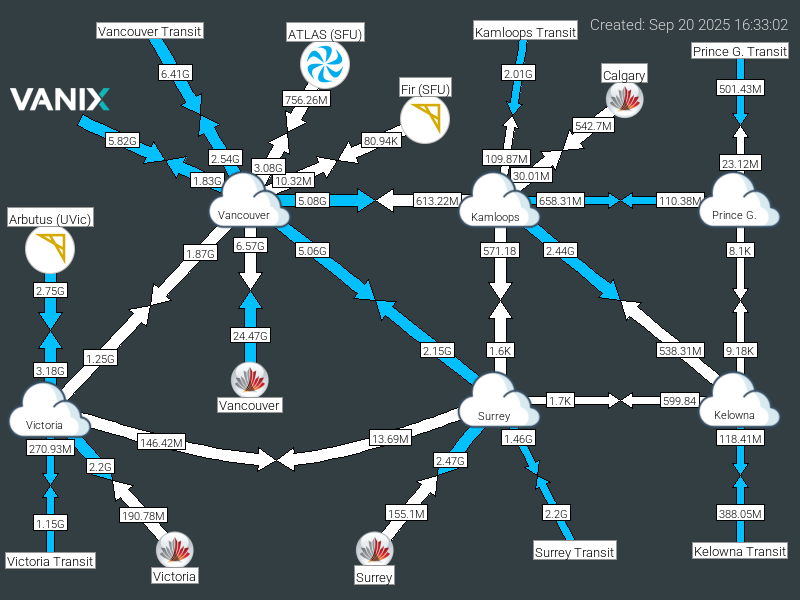 Created: Sep 20 2025 16:33:02
Vancouver Transit
ATLAS (SFU)
Kamloops Transit
Prince G. Transit
6.41G
2.01G
Calgary
501.43M
VANIX
756.26M
Fir (SFU)
542.7M
5.82G
80.94K
2.54G
3.08G
109.87M
23.12M
1.83G
10.32M
30.01M
5.08G
613.22M
658.31M
110.38M
Arbutus (UVic)
Vancouver
Kamloops
Prince G.
1.87G
6.57G
5.06G
571.18
2.44G
8.1K
2.75G
24.47G
1.25G
2.15G
1.6K
538.31M
9.18K
3.18G
Vancouver
1.7K
599.84
Victoria
Surrey
Kelowna
270.93M
146.42M
13.69M
1.46G
118.41M
2.2G
2.47G
1.15G
190.78M
155.1M
2.2G
388.05M
Victoria Transit
Victoria
Surrey
Surrey Transit
Kelowna Transit